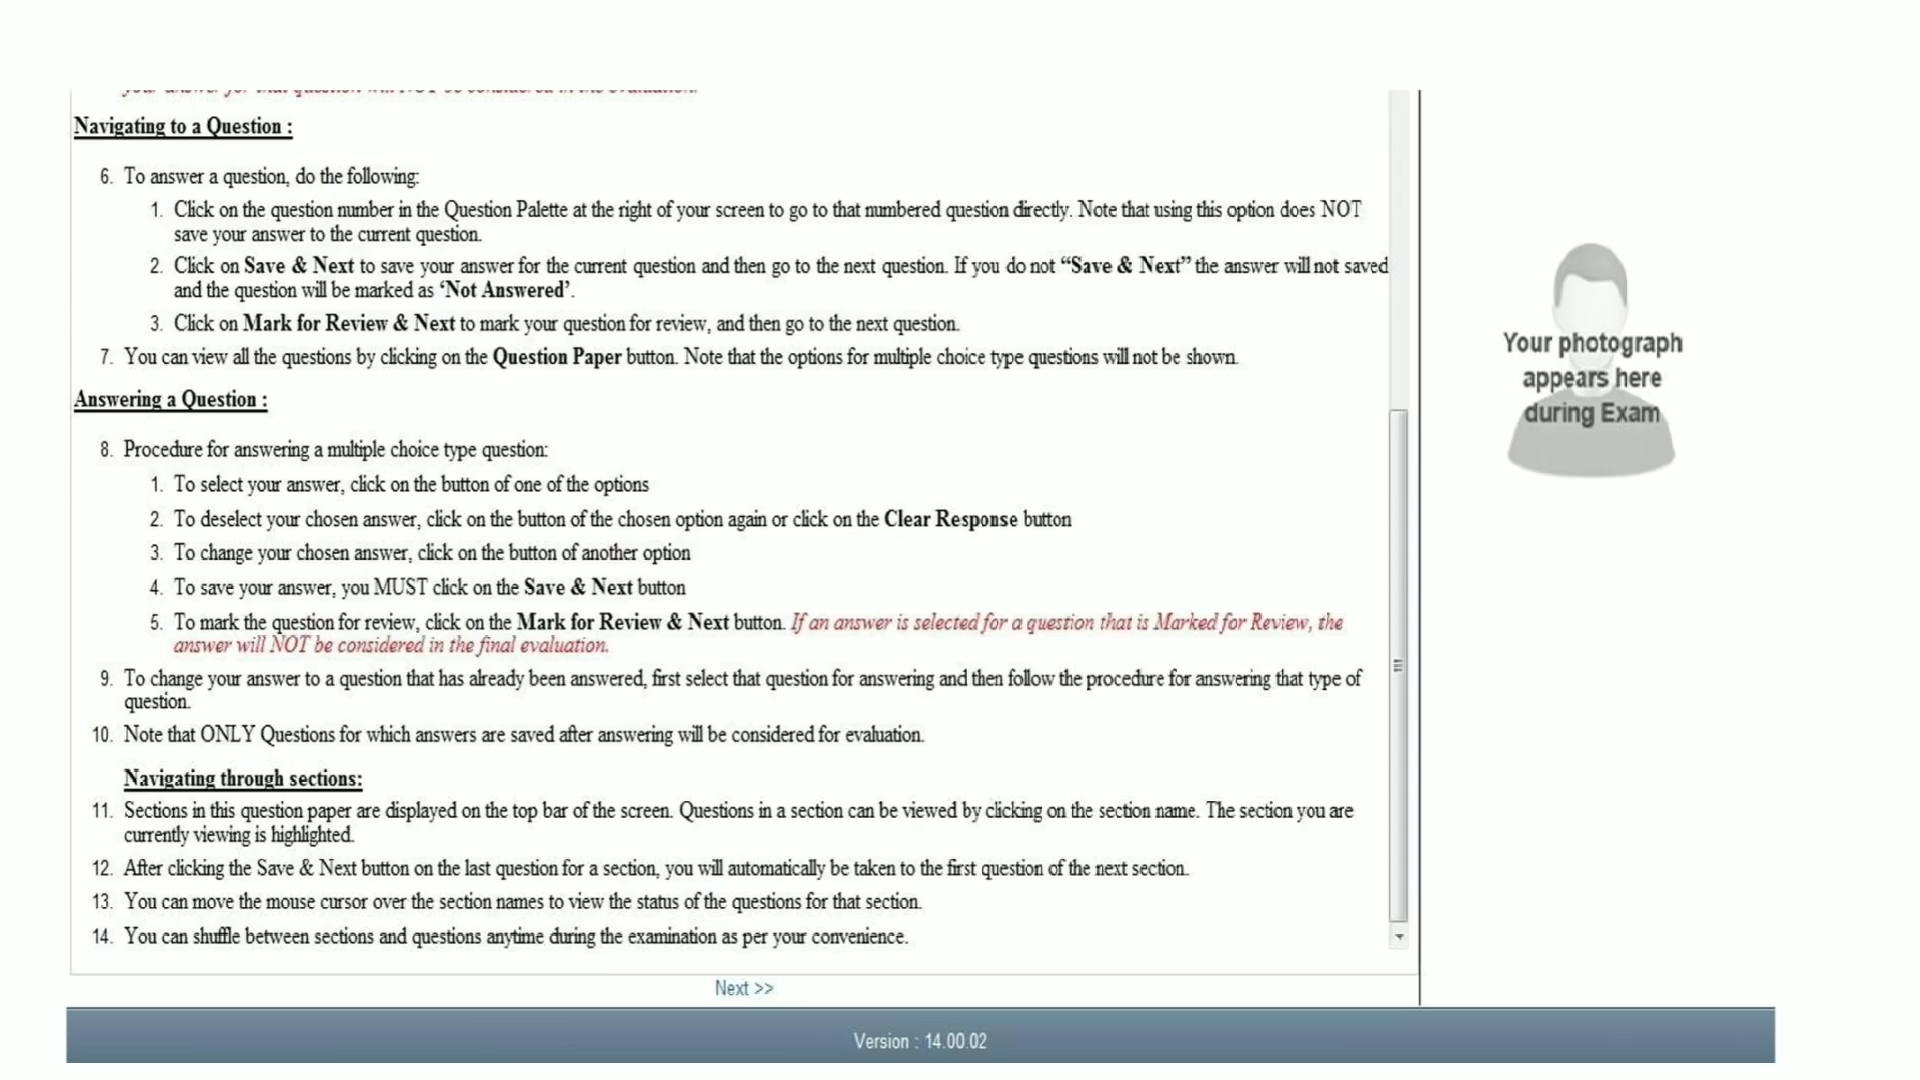 your answer for that question will NOT be considered in the evaluation.
Navigating to a Question :
6. To answer a question, do the following:
1. Click on the question number in the Question Palette at the right of your screen to go to that numbered question directly. Note that using this option does NOT
save your answer to the current question.
2. Click on Save & Next to save your answer for the current question and then go to the next question. If you do not “Save & Next” the answer will not saved
and the question will be marked as ‘Not Answered’.
3. Click on Mark for Review & Next to mark your question for review, and then go to the next question.
7. You can view all the questions by clicking on the Question Paper button. Note that the options for multiple choice type questions will not be shown.
Answering a Question :
8. Procedure for answering a multiple choice type question:
1. To select your answer, click on the button of one of the options
2. To deselect your chosen answer, click on the button of the chosen option again or click on the Clear Response button
3. To change your chosen answer, click on the button of another option
4. To save your answer, you MUST click on the Save & Next button
5. To mark the question for review, click on the Mark for Review & Next button. If an answer is selected for a question that is Marked for Review, the
answer will NOT be considered in the final evaluation.
9. To change your answer to a question that has already been answered, first select that question for answering and then follow the procedure for answering that type of
question.
10. Note that ONLY Questions for which answers are saved after answering will be considered for evaluation.
Navigating through sections:
11. Sections in this question paper are displayed on the top bar of the screen. Questions in a section can be viewed by clicking on the section name. The section you are
currently viewing is highlighted.
12. After clicking the Save & Next button on the last question for a section, you will automatically be taken to the first question of the next section.
13. You can move the mouse cursor over the section names to view the status of the questions for that section.
14. You can shuffle between sections and questions anytime during the examination as per your convenience.
Next >>
Your photograph
appears here
during Exam
Version : 14.00.02